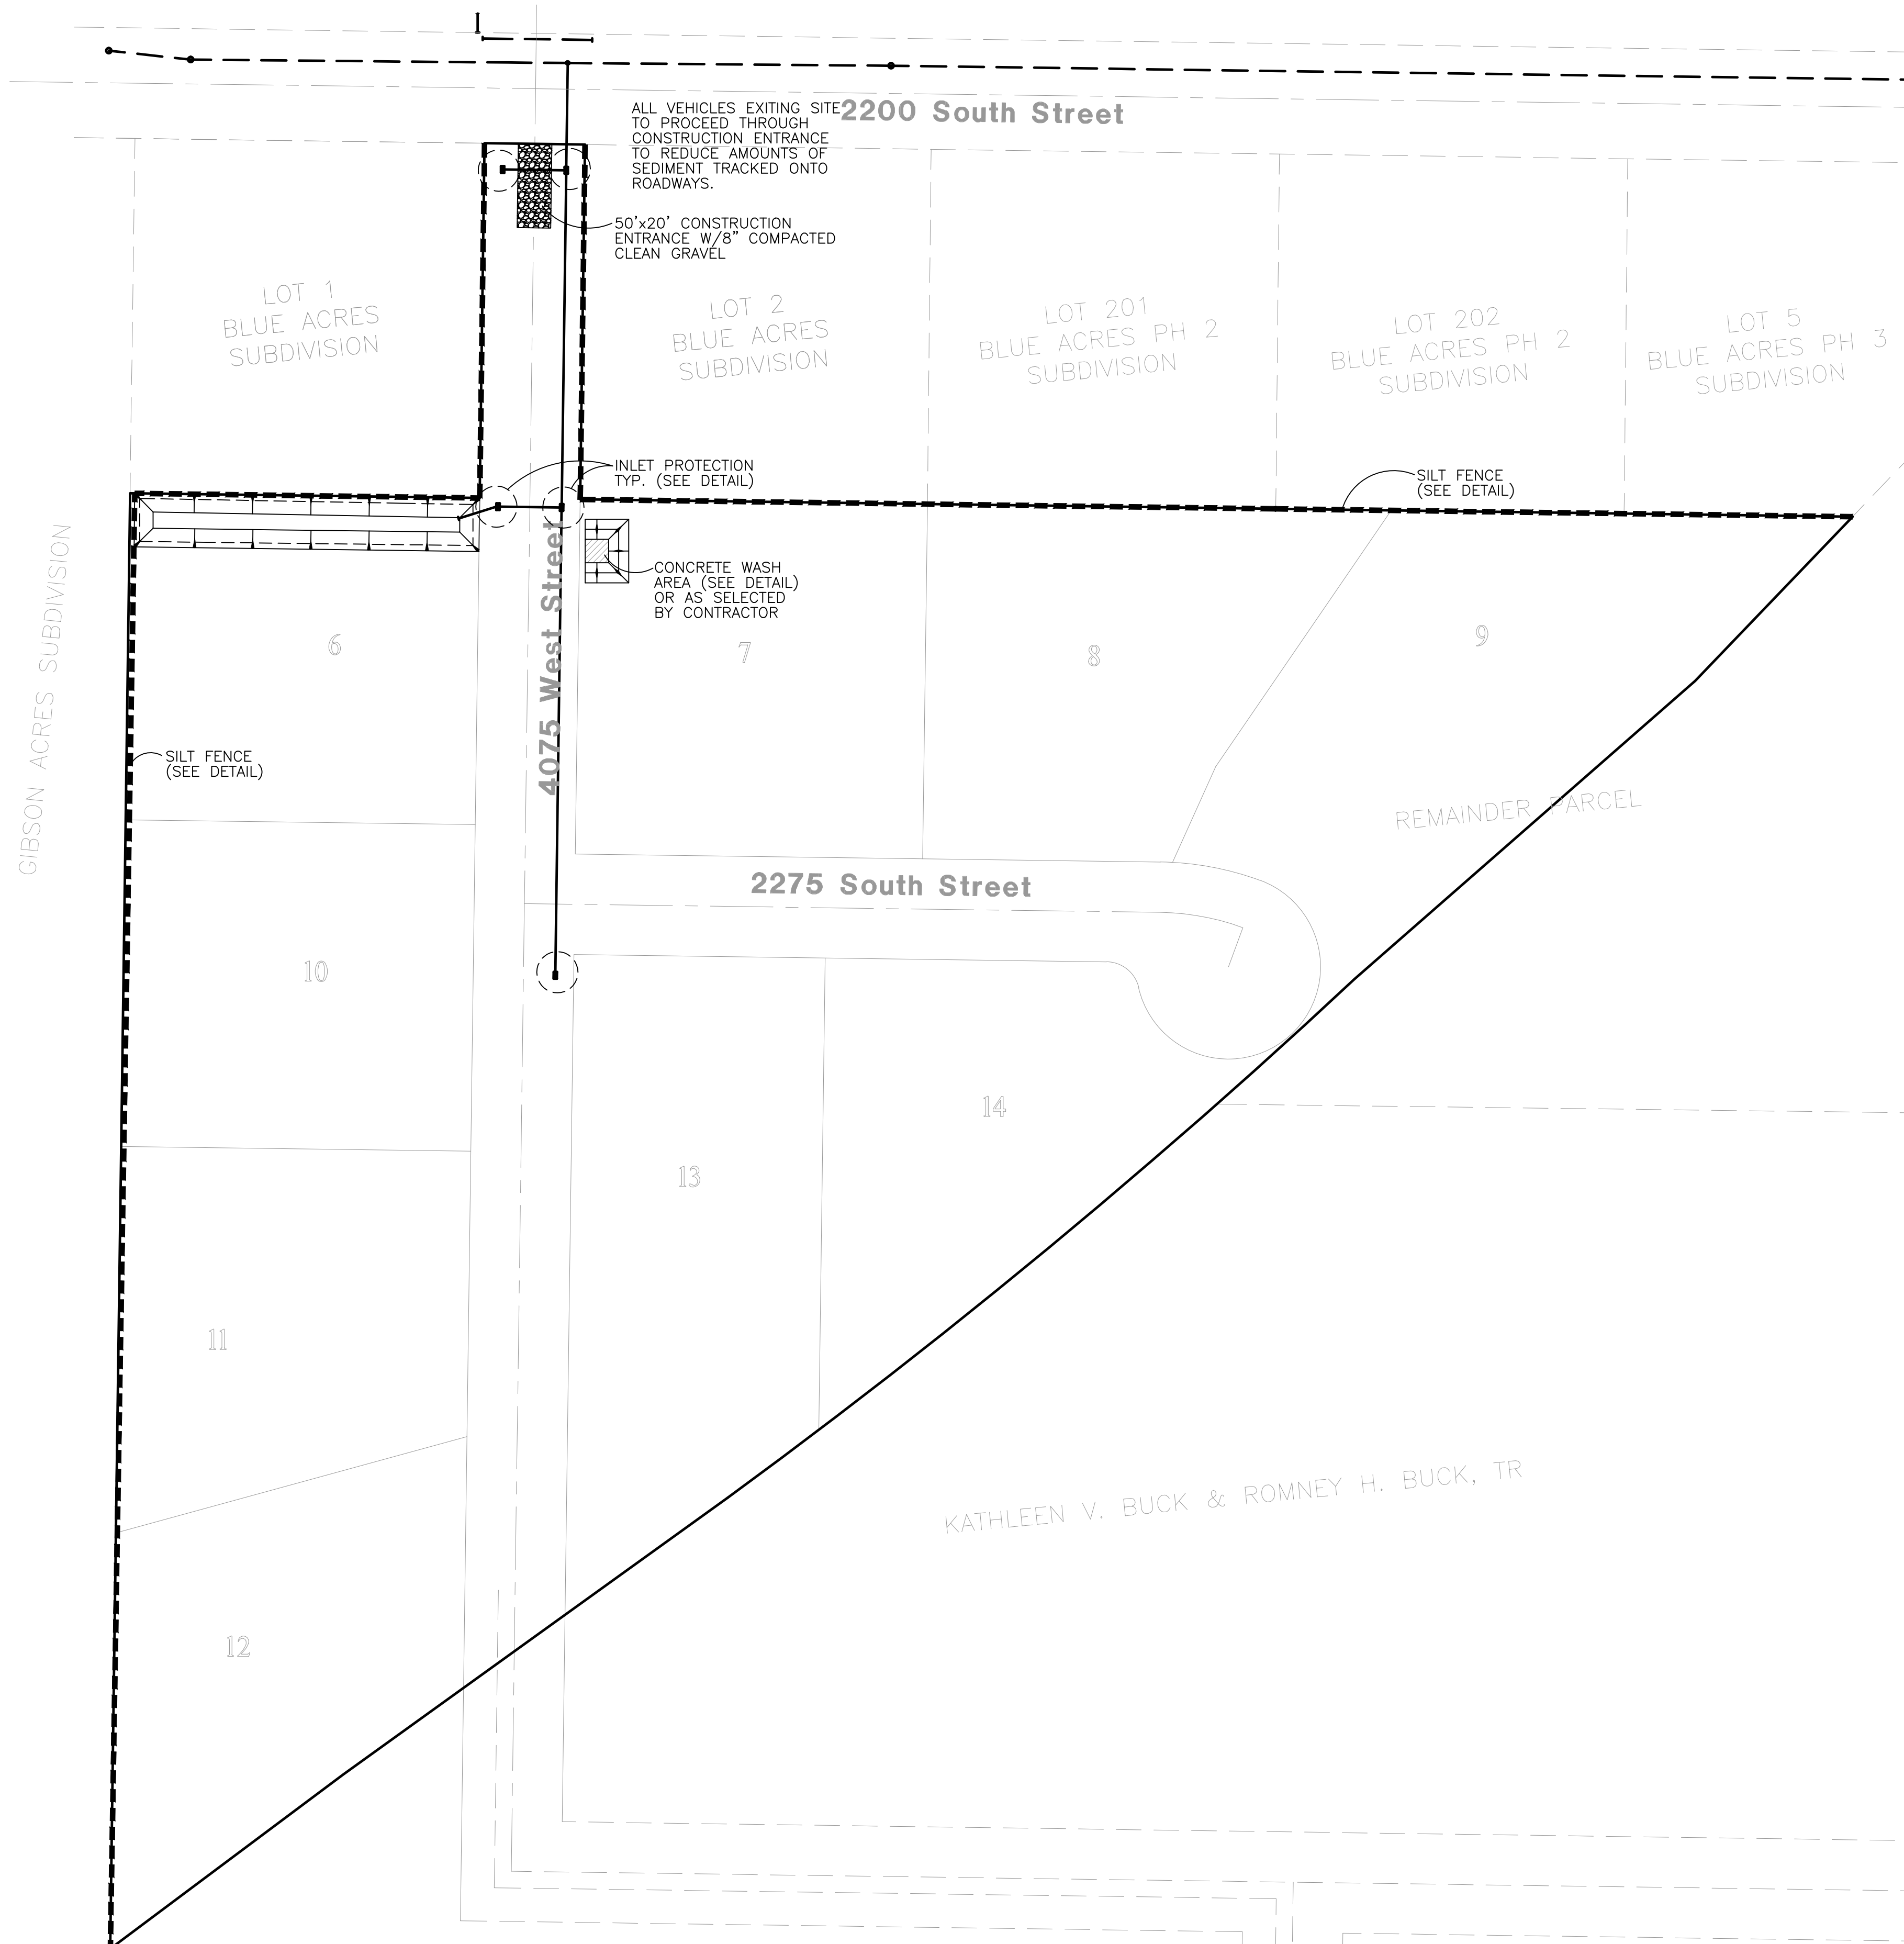 2200 South Street
ALL VEHICLES EXITING SITE
TO PROCEED THROUGH
CONSTRUCTION ENTRANCE
TO REDUCE AMOUNTS OF
SEDIMENT TRACKED ONTO
ROADWAYS.
50'x20' CONSTRUCTION
ENTRANCE W/8" COMPACTED
CLEAN GRAVEL
LOT 1
BLUE ACRES
SUBDIVISION
LOT 2
BLUE ACRES
SUBDIVISION
LOT 201
BLUE ACRES PH 2
SUBDIVISION
LOT 202
BLUE ACRES PH 2
SUBDIVISION
LOT 5
BLUE ACRES PH 3
SUBDIVISION
INLET PROTECTION
TYP. (SEE DETAIL)
SILT FENCE
(SEE DETAIL)
CONCRETE WASH
AREA (SEE DETAIL)
OR AS SELECTED
BY CONTRACTOR
GIBSON ACRES SUBDIVISION
4075 West Street
6
7
8
9
SILT FENCE
(SEE DETAIL)
REMAINDER PARCEL
2275 South Street
10
14
13
11
KATHLEEN V. BUCK & ROMNEY H. BUCK, TR
12